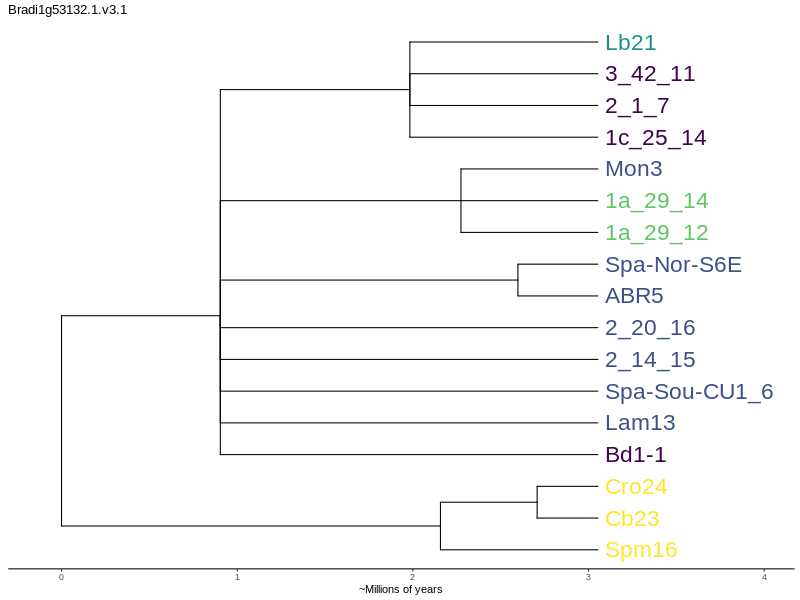 Bradi1g53132.1.v3.1
Lb21
3_42_11
2_1_7
1c_25_14
Mon3
1a_29_14
1a_29_12
Spa-Nor-S6E
ABR5
2_20_16
2_14_15
Spa-Sou-CU1_6
Lam13
Bd1-1
Cro24
Cb23
Spm16
0 1 2 3 4
~Millions of years